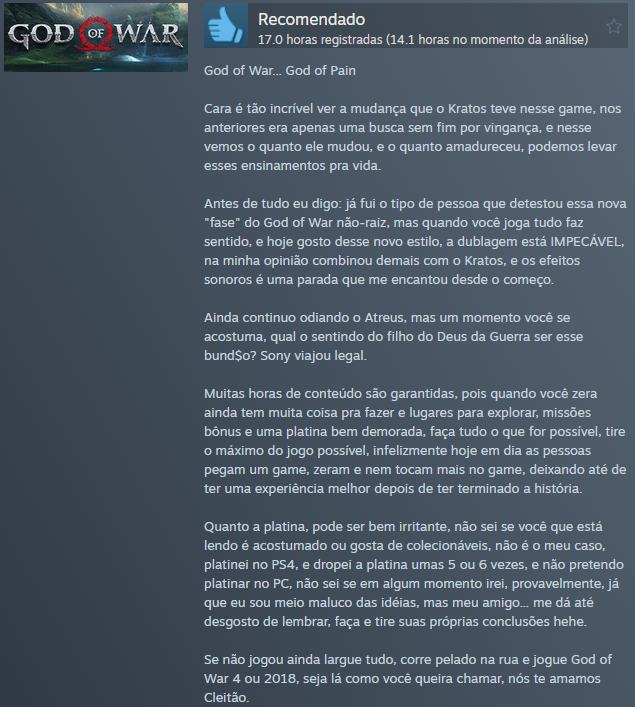 GOD OF WAR
Recomendado
17.0 horas registradas (14.1 horas no momento da análise)
God of War... God of Pain
Cara é tão incrível ver a mudança que o Kratos teve nesse game, nos
anteriores era apenas uma busca sem fim por vingança, e nesse
vemos o quanto ele mudou, e o quanto amadureceu, podemos levar
esses ensinamentos pra vida.
Antes de tudo eu digo: já fui o tipo de pessoa que detestou essa nova
"fase" do God of War não-raiz, mas quando você joga tudo faz
sentido, e hoje gosto desse novo estilo, a dublagem está IMPECÁVEL,
na minha opinião combinou demais com o Kratos, e os efeitos
sonoros é uma parada que me encantou desde o começo.
Ainda continuo odiando o Atreus, mas um momento você se
acostuma, qual o sentindo do filho do Deus da Guerra ser esse
bund$o? Sony viajou legal.
Muitas horas de conteúdo são garantidas, pois quando você zera
ainda tem muita coisa pra fazer e lugares para explorar, missões
bônus e uma platina bem demorada, faça tudo o que for possível, tire
o máximo do jogo possível, infelizmente hoje em dia as pessoas
pegam um game, zeram e nem tocam mais no game, deixando até de
ter uma experiência melhor depois de ter terminado a história.
Quanto a platina, pode ser bem irritante, não sei se você que está
lendo é acostumado ou gosta de colecionáveis, não é o meu caso,
platinei no PS4, e dropei a platina umas 5 ou 6 vezes, e não pretendo
platinar no PC, não sei se em algum momento irei, provavelmente, já
que eu sou meio maluco das idéias, mas meu amigo... me dá até
desgosto de lembrar, faça e tire suas próprias conclusões hehe.
Se não jogou ainda largue tudo, corre pelado na rua e jogue God of
War 4 ou 2018, seja lá como você queira chamar, nós te amamos
Cleitão.